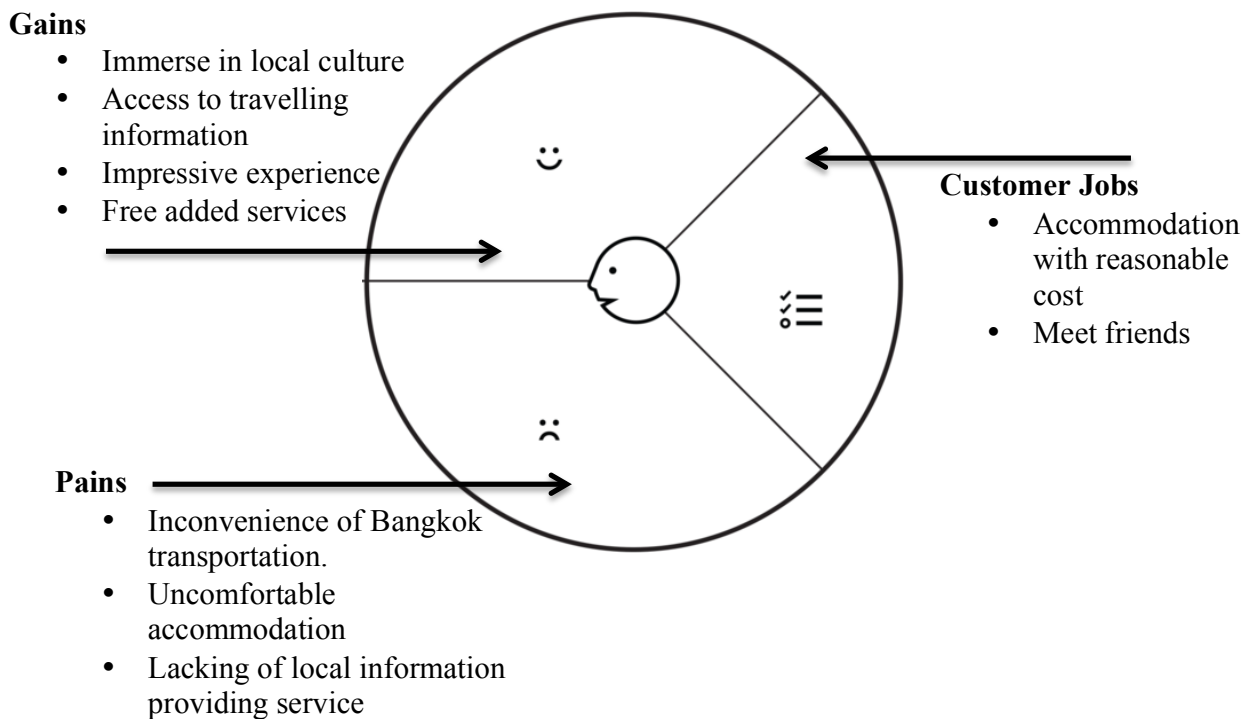 Gains
• Immerse in local culture
• Access to travelling
information
• Impressive experience
• Free added services
Customer Jobs
• Accommodation
with reasonable
cost
• Meet friends
Pains
• Inconvenience of Bangkok
transportation.
• Uncomfortable
accommodation
• Lacking of local information
providing service